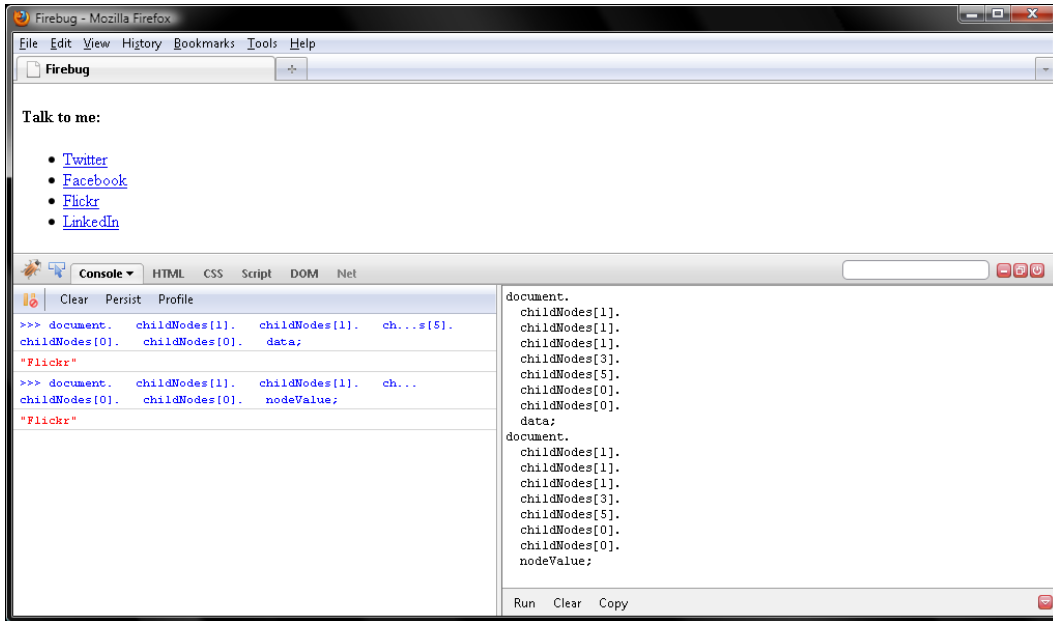 Firebug - Mozilla Firefox
File Edit View History Bookmarks Tools Help
Firebug
Talk to me:
Twitter
Facebook
Flickr
LinkedIn
Console HTML CSS Script DOM Net
Clear Persist Profile
>>> document. childNodes[1]. childNodes[1]. ch...s[5].
childNodes[0]. childNodes[0]. data;
"Flickr"
>>> document. childNodes[1]. childNodes[1]. ch...
childNodes[0]. childNodes[0]. nodeValue;
"Flickr"
document.
childNodes[1].
childNodes[1].
childNodes[1].
childNodes[3].
childNodes[5].
childNodes[0].
childNodes[0].
data;
document.
childNodes[1].
childNodes[1].
childNodes[1].
childNodes[3].
childNodes[5].
childNodes[0].
childNodes[0].
nodeValue;
Run Clear Copy